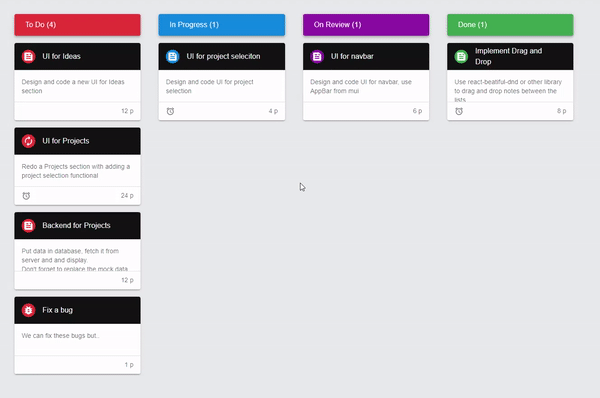 To Do (4)
UI for Ideas
Design and code a new UI for Ideas
section
12 p
UI for Projects
Redo a Projects section with adding a
project selection functional
24 p
Backend for Projects
Put data in database, fetch it from
server and and display.
Don't forget to replace the mock data
12 p
Fix a bug
We can fix these bugs but..
1 p
In Progress (1)
UI for project seleciton
Design and code UI for project
selection
4 p
On Review (1)
UI for navbar
Design and code UI for navbar, use
AppBar from mui
6 p
Done (1)
Implement Drag and
Drop
Use react-beatiful-dnd or other library
to drag and drop notes between the
lists
8 p